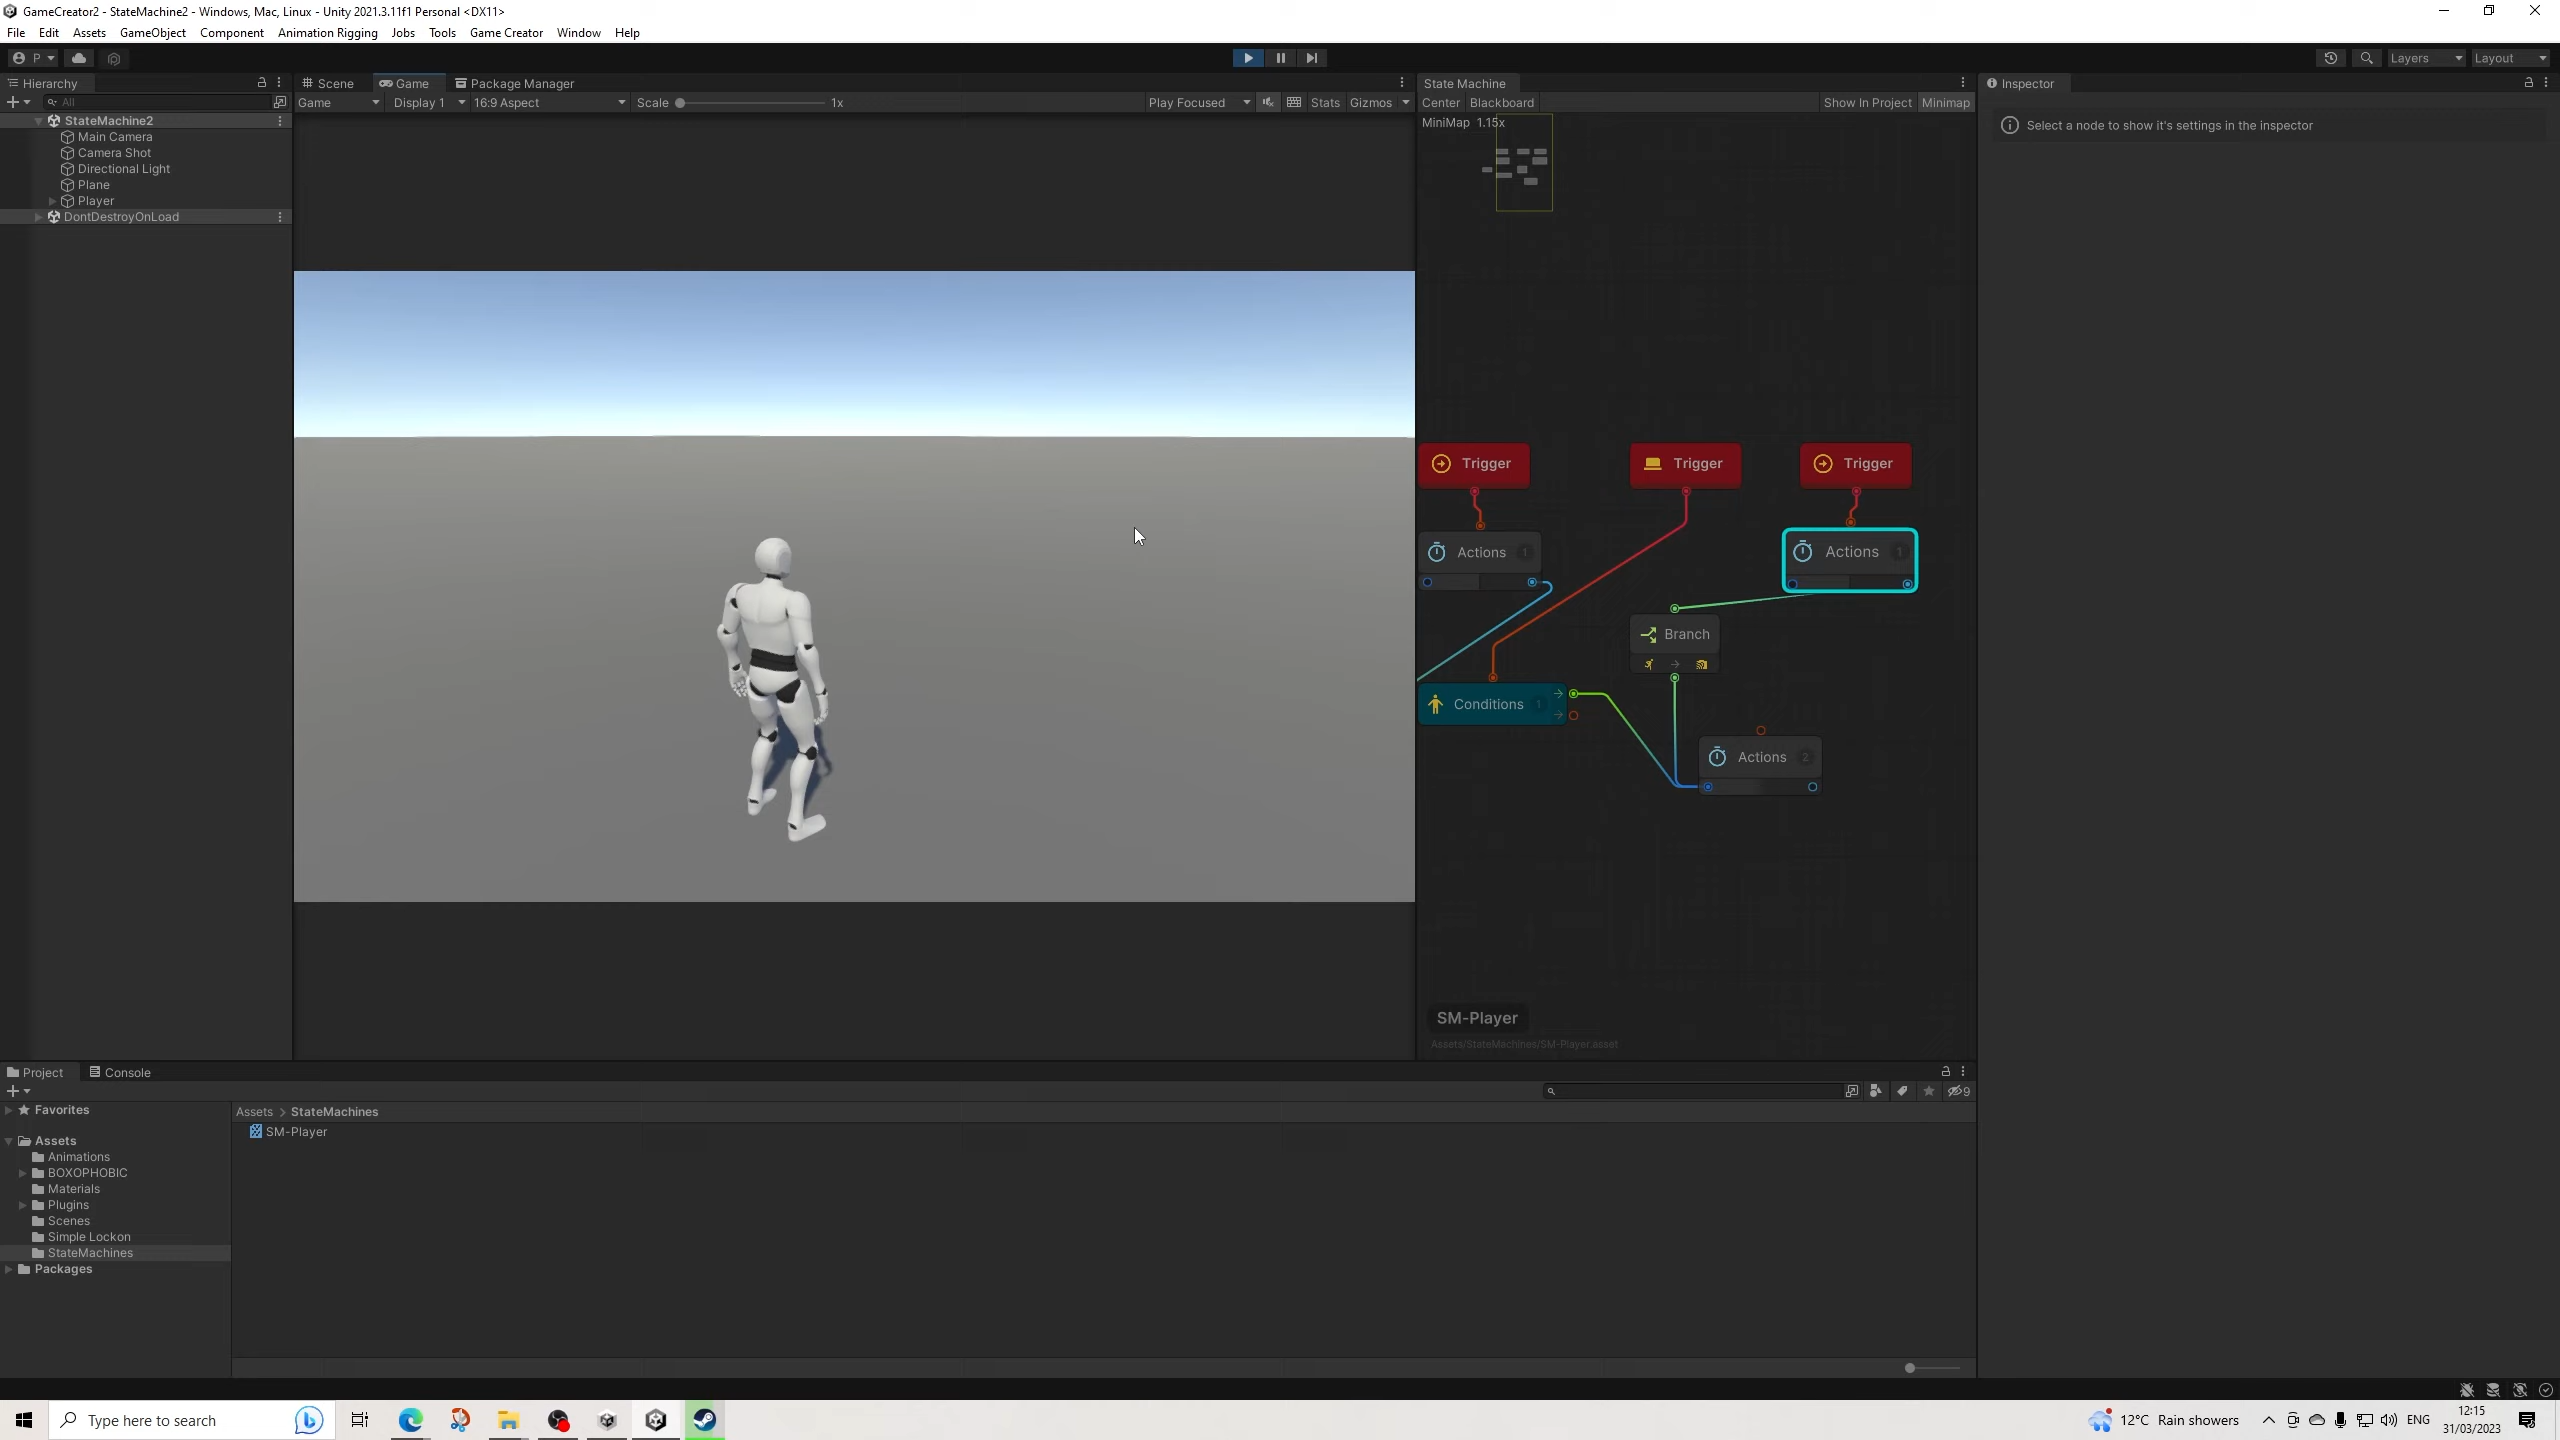 GameCreator2 - StateMachine2 - Windows, Mac, Linux - Unity 2021.3.11f1 Personal <DX11>
File Edit Assets GameObject Component Animation Rigging Jobs Tools Game Creator Window Help
P Layers Layout
Hierarchy
All
StateMachine2
Main Camera
Camera Shot
Directional Light
Plane
Player
DontDestroyOnLoad
Scene Game Package Manager
Game Display 1 16:9 Aspect Scale 1x Play Focused Stats Gizmos
State Machine
Center Blackboard Show In Project Minimap
MiniMap 1.15x
Trigger Trigger Trigger
Actions 1
Actions 1
Branch
Conditions 1
Actions 2
SM-Player
Assets/StateMachines/SM-Player.asset
Inspector
Select a node to show it's settings in the inspector
Project Console
9
Favorites
Assets
Animations
BOXOPHOBIC
Materials
Plugins
Scenes
Simple Lockon
StateMachines
Packages
Assets > StateMachines
SM-Player
Type here to search
12°C Rain showers
ENG
12:15
31/03/2023